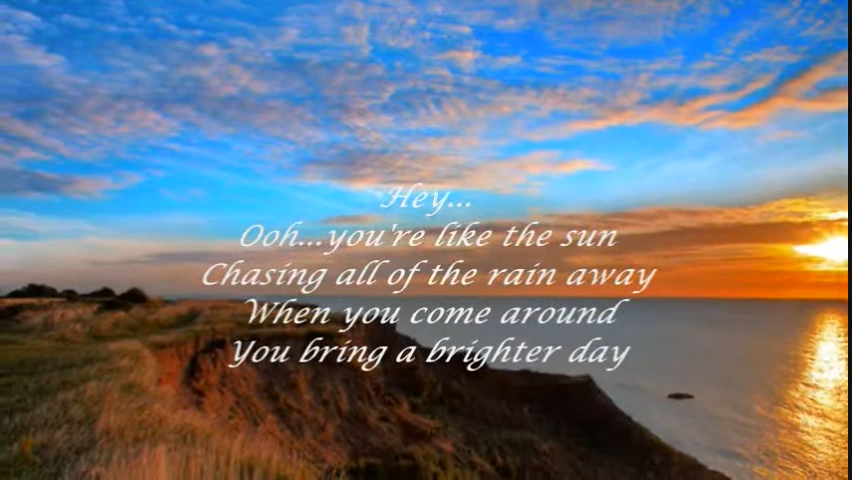 Hey...
Ooh...you're like the sun
Chasing all of the rain away
When you come around
You bring a brighter day